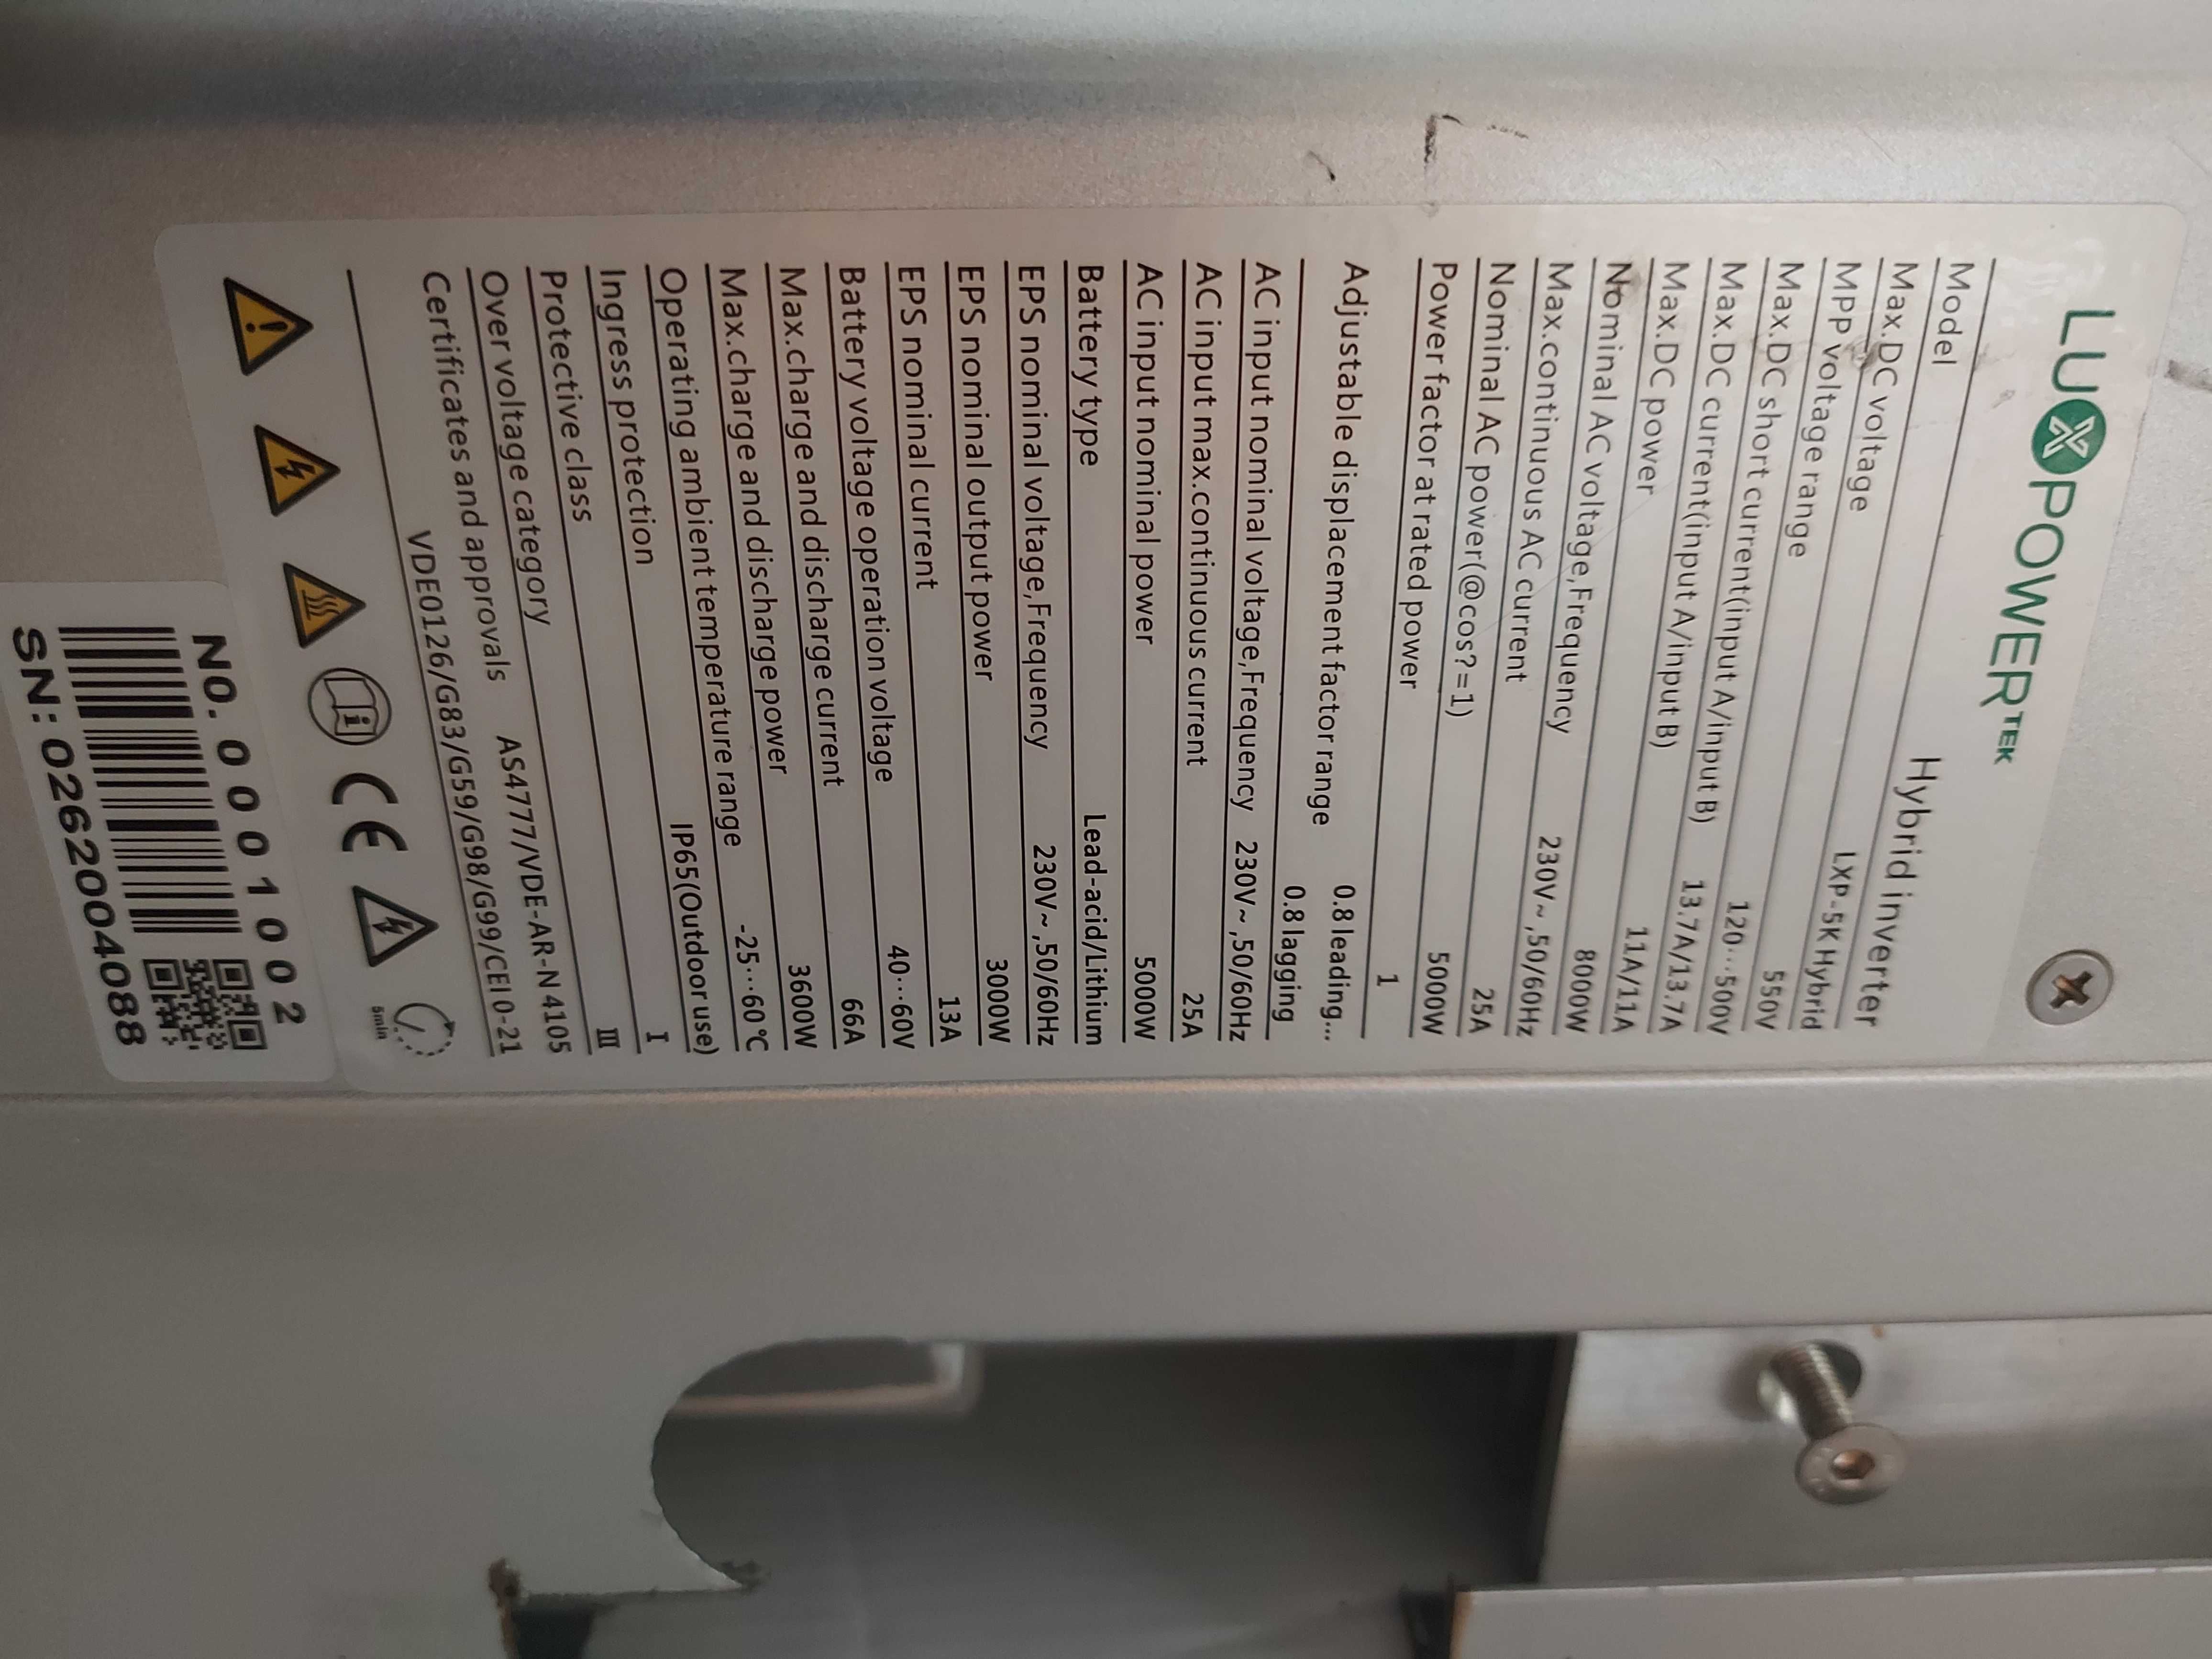 LUXPOWERTEK
Hybrid inverter
Model LXP-5K Hybrid
Max.DC voltage 550V
MPP voltage range 120···500V
Max.DC short current(input A/input B) 13.7A/13.7A
Max.DC current(input A/input B) 11A/11A
Max.DC power 8000W
Nominal AC voltage,Frequency 230V~,50/60Hz
Max.continuous AC current 25A
Nominal AC power(@cos?=1) 5000W
Power factor at rated power 1
Adjustable displacement factor range 0.8 leading...
0.8 lagging
AC input nominal voltage,Frequency 230V~,50/60Hz
AC input max.continuous current 25A
AC input nominal power 5000W
Battery type Lead-acid/Lithium
EPS nominal voltage,Frequency 230V~,50/60Hz
EPS nominal output power 3000W
EPS nominal current 13A
Battery voltage operation voltage 40···60V
Max.charge and discharge current 66A
Max.charge and discharge power 3600W
Operating ambient temperature range -25···60℃
Ingress protection IP65(Outdoor use)
Protective class I
Over voltage category III
Certificates and approvals AS4777/VDE-AR-N 4105
VDE0126/G83/G59/G98/G99/CEI 0-21
CE
5min
NO. 0001002
SN: 0262004088